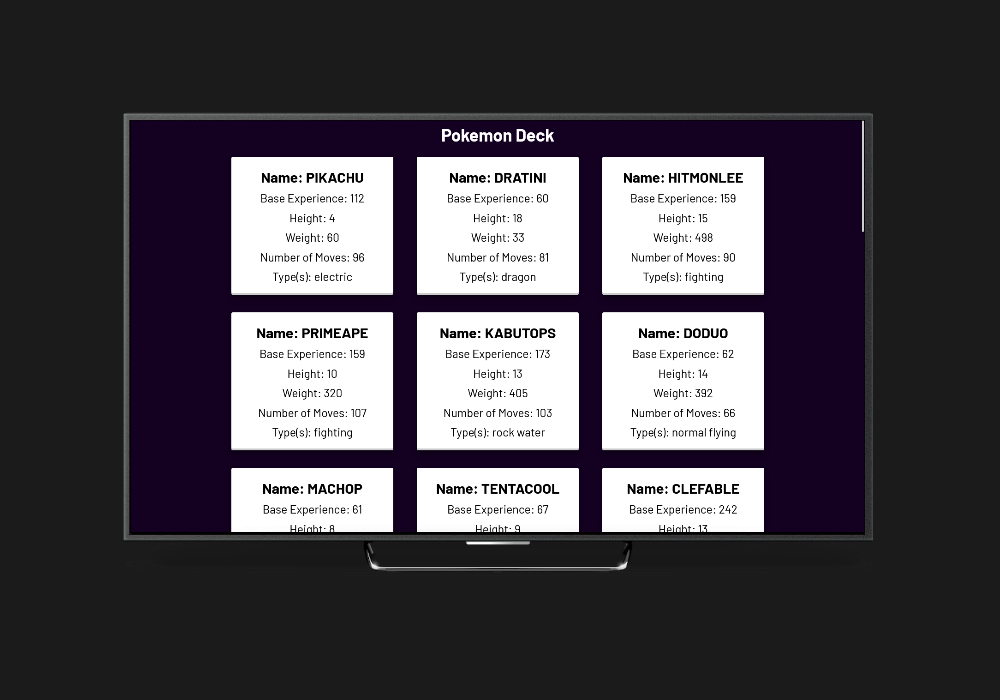 Pokemon Deck
Name: PIKACHU
Base Experience: 112
Height: 4
Weight: 60
Number of Moves: 96
Type(s): electric
Name: DRATINI
Base Experience: 60
Height: 18
Weight: 33
Number of Moves: 81
Type(s): dragon
Name: HITMONLEE
Base Experience: 159
Height: 15
Weight: 498
Number of Moves: 90
Type(s): fighting
Name: PRIMEAPE
Base Experience: 159
Height: 10
Weight: 320
Number of Moves: 107
Type(s): fighting
Name: KABUTOPS
Base Experience: 173
Height: 13
Weight: 405
Number of Moves: 103
Type(s): rock water
Name: DODUO
Base Experience: 62
Height: 14
Weight: 392
Number of Moves: 66
Type(s): normal flying
Name: MACHOP
Base Experience: 61
Height: 8
Name: TENTACOOL
Base Experience: 67
Height: 9
Name: CLEFABLE
Base Experience: 242
Height: 13